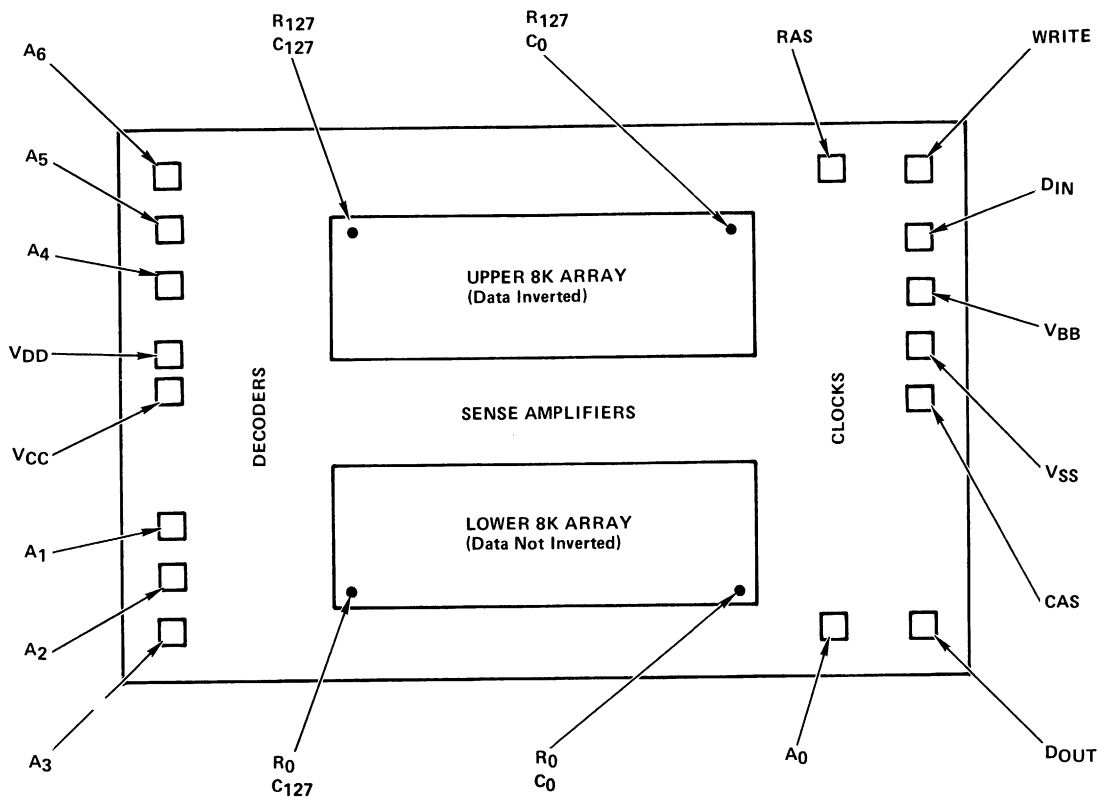 R127
C127
R127
C0
RAS
WRITE
A6
A5
DIN
A4
UPPER 8K ARRAY
(Data Inverted)
VBB
VDD
DECODERS
SENSE AMPLIFIERS
CLOCKS
VCC
VSS
LOWER 8K ARRAY
(Data Not Inverted)
A1
CAS
A2
A3
R0
C127
R0
C0
A0
DOUT